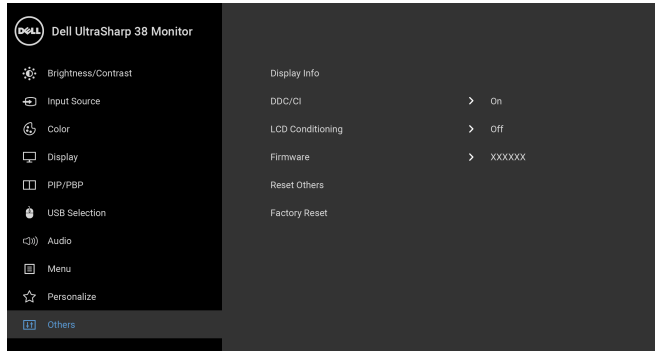 DELL Dell UltraSharp 38 Monitor
Brightness/Contrast
Input Source
Color
Display
PIP/PBP
USB Selection
Audio
Menu
Personalize
Others
Display Info
DDC/CI > On
LCD Conditioning > Off
Firmware > XXXXXX
Reset Others
Factory Reset